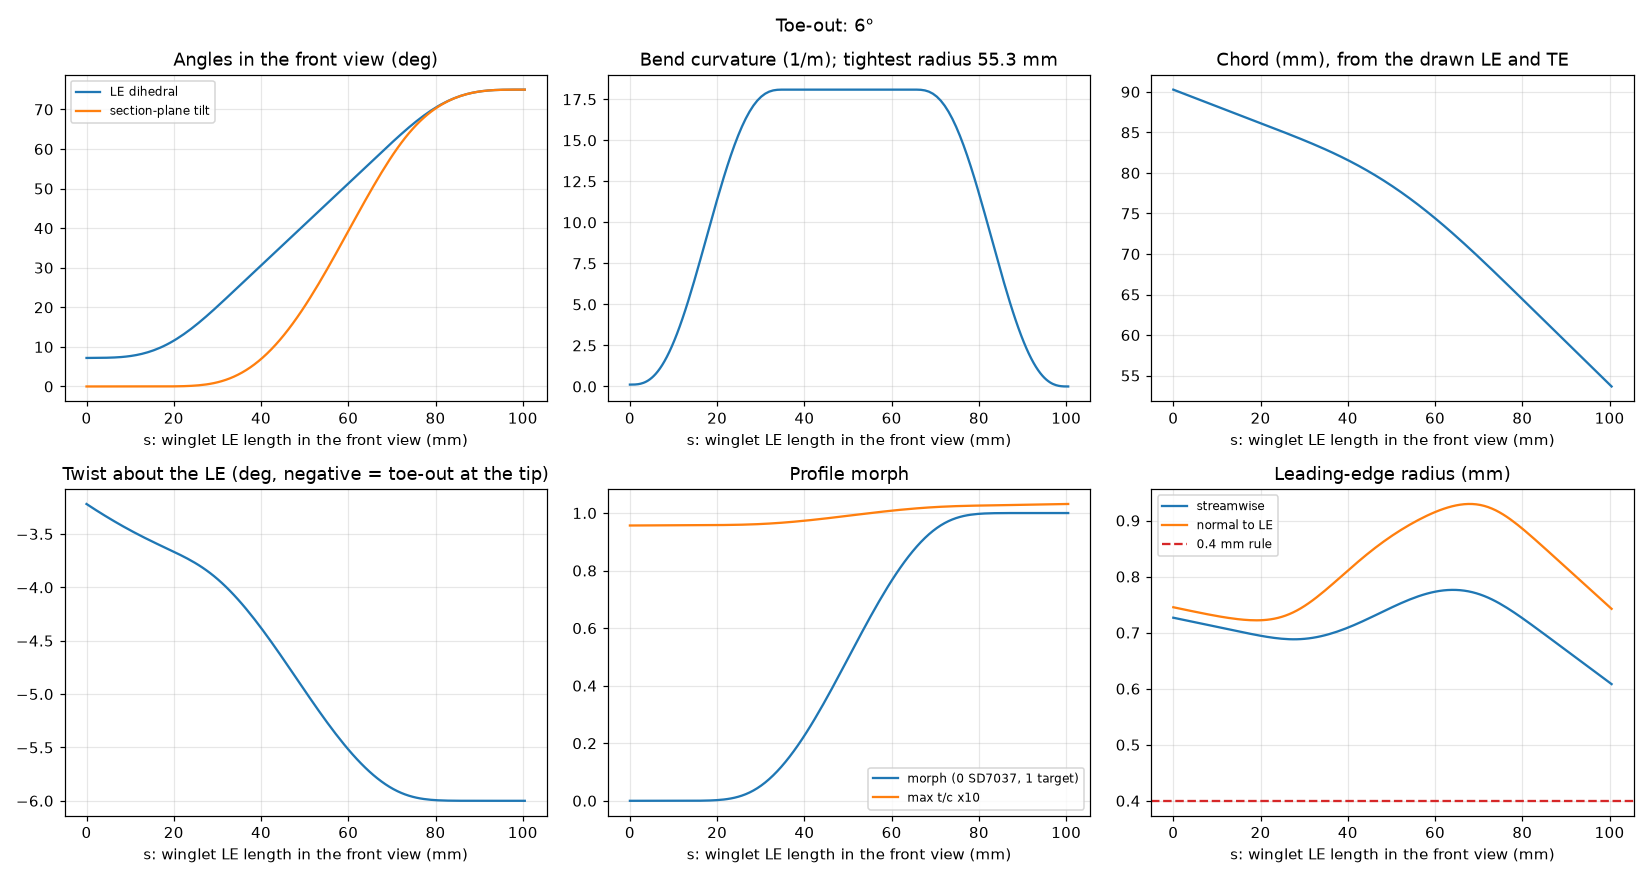 Toe-out: 6°
Angles in the front view (deg)
LE dihedral
section-plane tilt
70
60
50
40
30
20
10
0
0 20 40 60 80 100
s: winglet LE length in the front view (mm)
Bend curvature (1/m); tightest radius 55.3 mm
17.5
15.0
12.5
10.0
7.5
5.0
2.5
0.0
0 20 40 60 80 100
s: winglet LE length in the front view (mm)
Chord (mm), from the drawn LE and TE
90
85
80
75
70
65
60
55
0 20 40 60 80 100
s: winglet LE length in the front view (mm)
Twist about the LE (deg, negative = toe-out at the tip)
−3.5
−4.0
−4.5
−5.0
−5.5
−6.0
0 20 40 60 80 100
s: winglet LE length in the front view (mm)
Profile morph
1.0
0.8
0.6
0.4
0.2
0.0
morph (0 SD7037, 1 target)
max t/c x10
0 20 40 60 80 100
s: winglet LE length in the front view (mm)
Leading-edge radius (mm)
streamwise
normal to LE
0.4 mm rule
0.9
0.8
0.7
0.6
0.5
0.4
0 20 40 60 80 100
s: winglet LE length in the front view (mm)